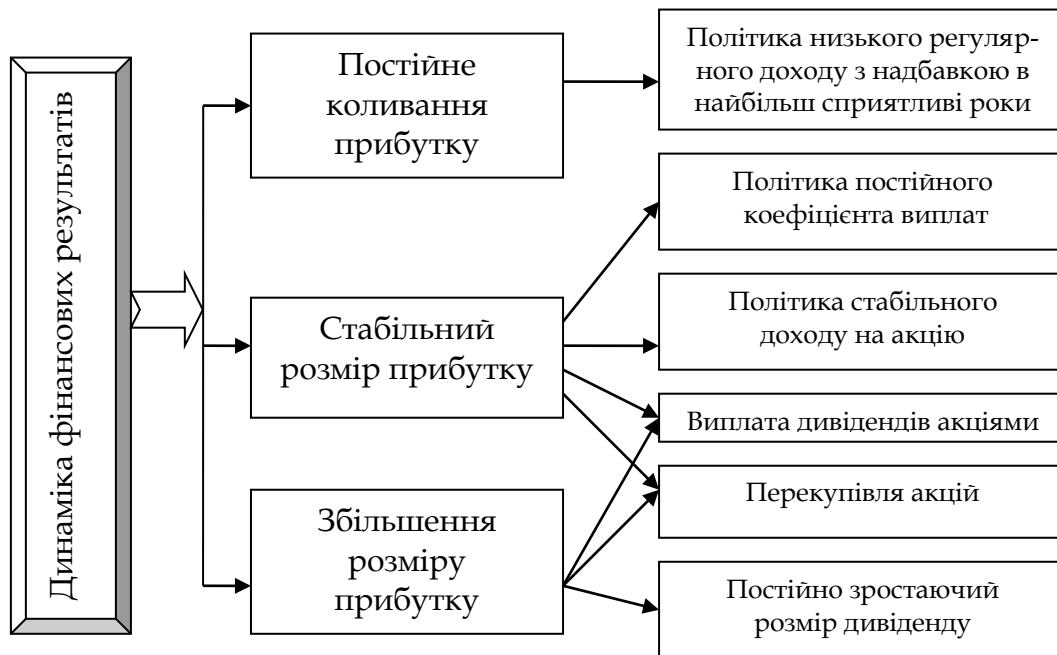 Динаміка фінансових результатів
Постійне
коливання
прибутку
Стабільний
розмір прибутку
Збільшення
розміру
прибутку
Політика низького регуляр-
ного доходу з надбавкою в
найбільш сприятливі роки
Політика постійного
коефіцієнта виплат
Політика стабільного
доходу на акцію
Виплата дивідендів акціями
Перекупівля акцій
Постійно зростаючий
розмір дивіденду